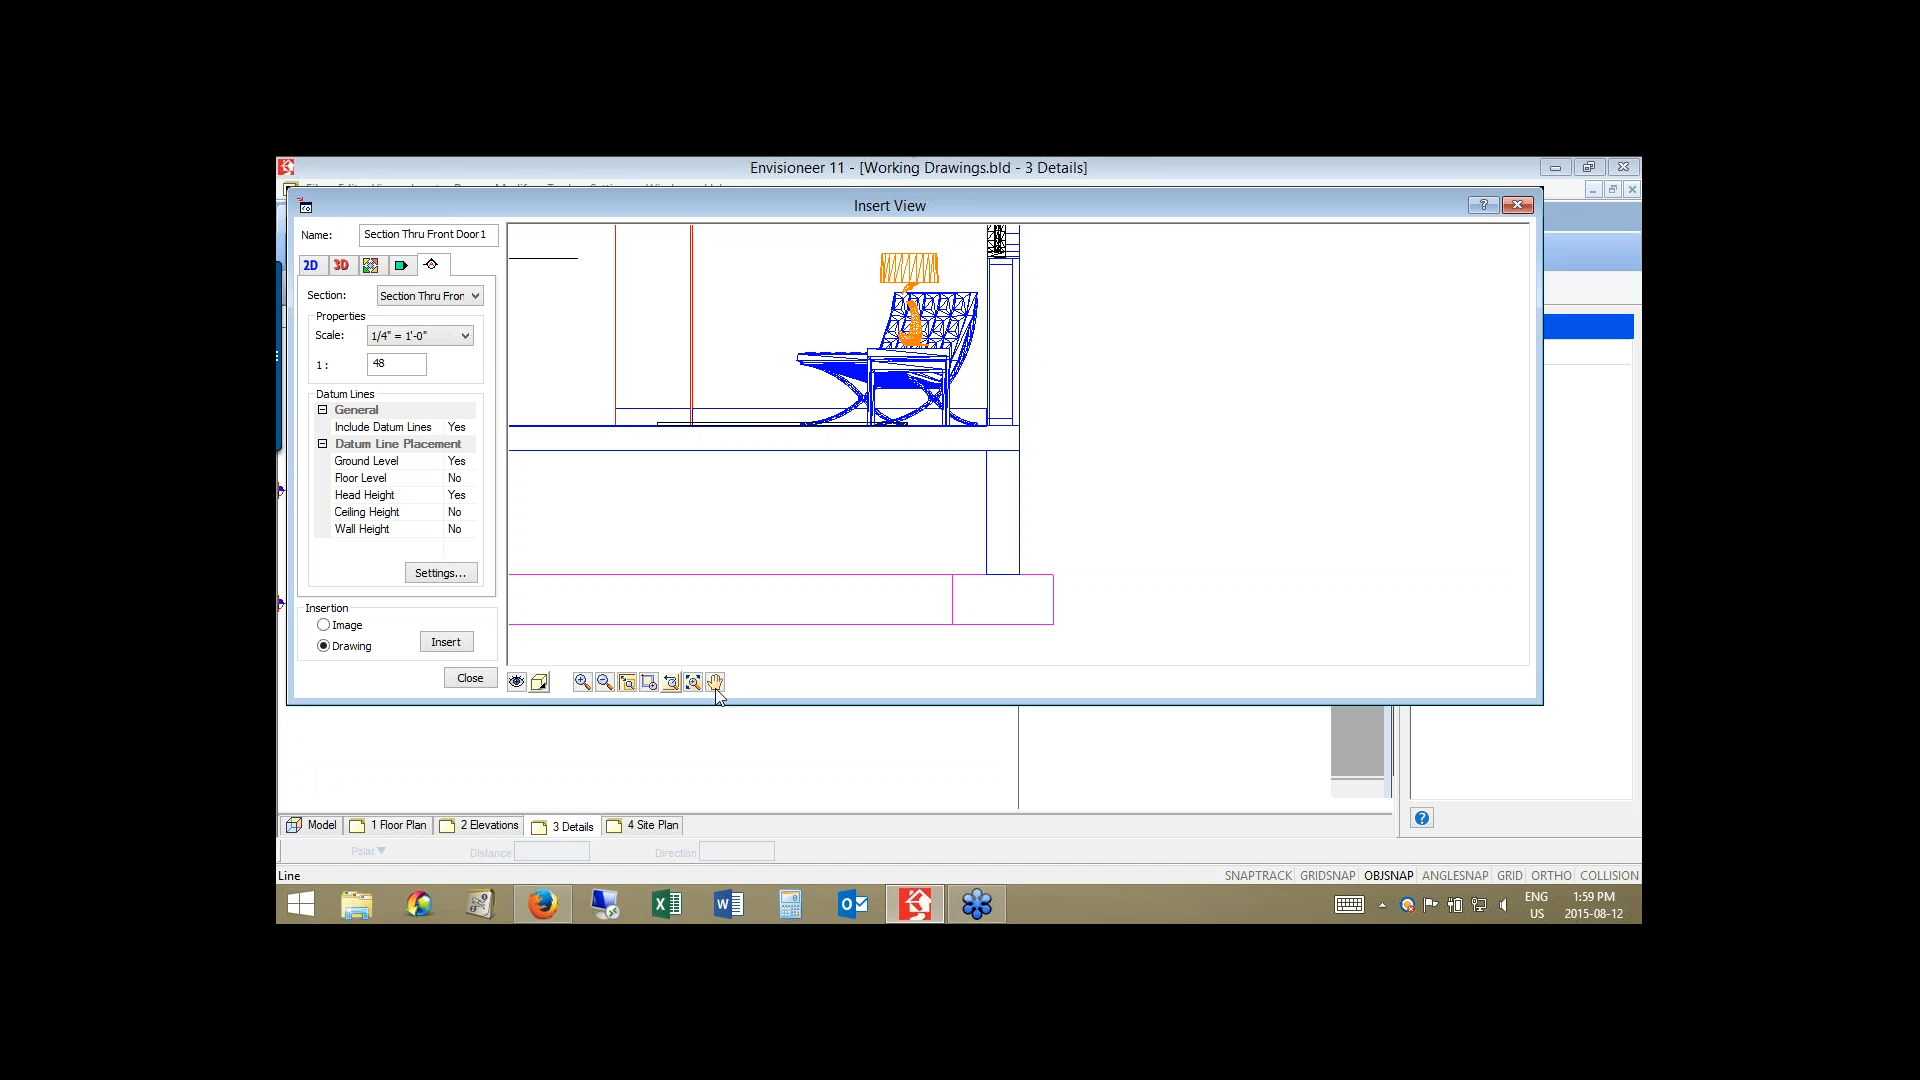 Envisioneer 11 - [Working Drawings.bld - 3 Details]
Insert View
Name: Section Thru Front Door1
2D 3D
Section: Section Thru Fror
Properties
Scale: 1/4" = 1'-0"
1 : 48
Datum Lines
General
Include Datum Lines Yes
Datum Line Placement
Ground Level Yes
Floor Level No
Head Height Yes
Ceiling Height No
Wall Height No
Settings...
Insertion
Image
Drawing
Insert
Close
Model 1 Floor Plan 2 Elevations 3 Details 4 Site Plan
Polar Distance Direction
Line SNAPTRACK GRIDSNAP OBJSNAP ANGLESNAP GRID ORTHO COLLISION
ENG 1:59 PM
US 2015-08-12